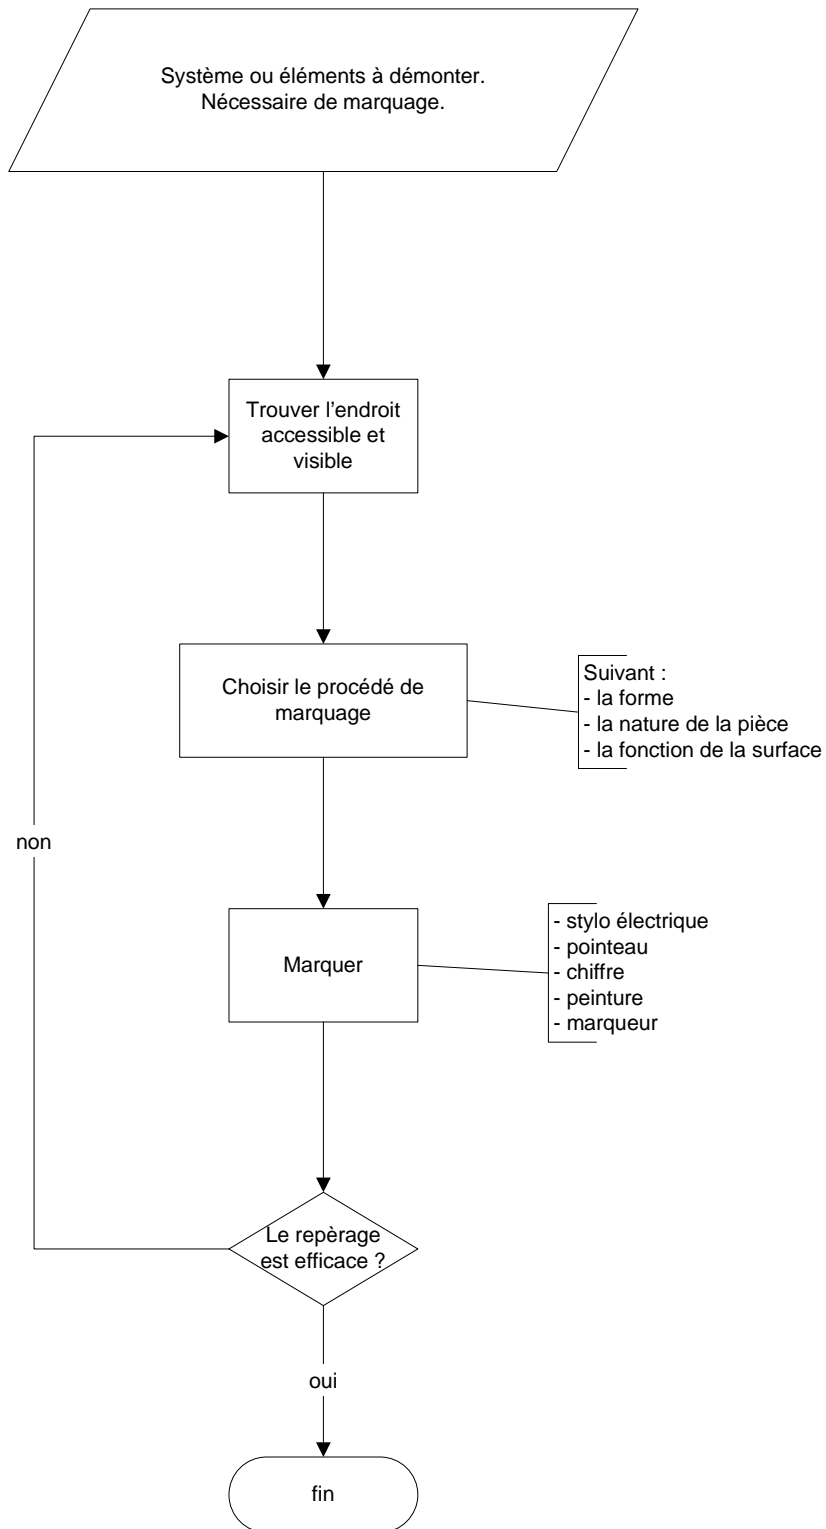 Système ou éléments à démonter.
Nécessaire de marquage.
Trouver l'endroit
accessible et
visible
Choisir le procédé de
marquage
Suivant :
- la forme
- la nature de la pièce
- la fonction de la surface
non
Marquer
- stylo électrique
- pointeau
- chiffre
- peinture
- marqueur
Le repèrage
est efficace ?
oui
fin